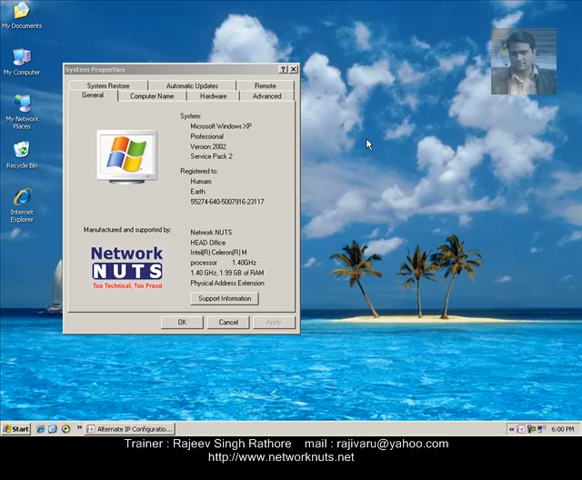 My Documents
My Computer
My Network
Places
Recycle Bin
Internet
Explorer
System Properties
System Restore
Automatic Updates
Remote
General
Computer Name
Hardware
Advanced
System:
Microsoft Windows XP
Professional
Version 2002
Service Pack 2
Registered to:
Humam
Earth
55274-640-5007916-23117
Manufactured and supported by:
Network
NUTS
Too Technical, Too Proud
Network NUTS
HEAD Office
Intel(R) Celeron(R) M
processor 1.40GHz
1.40 GHz, 1.99 GB of RAM
Physical Address Extension
Support Information
OK
Cancel
Apply
Start
Alternate IP Configuratio...
6:00 PM
Trainer : Rajeev Singh Rathore mail : rajivaru@yahoo.com
http://www.networknuts.net